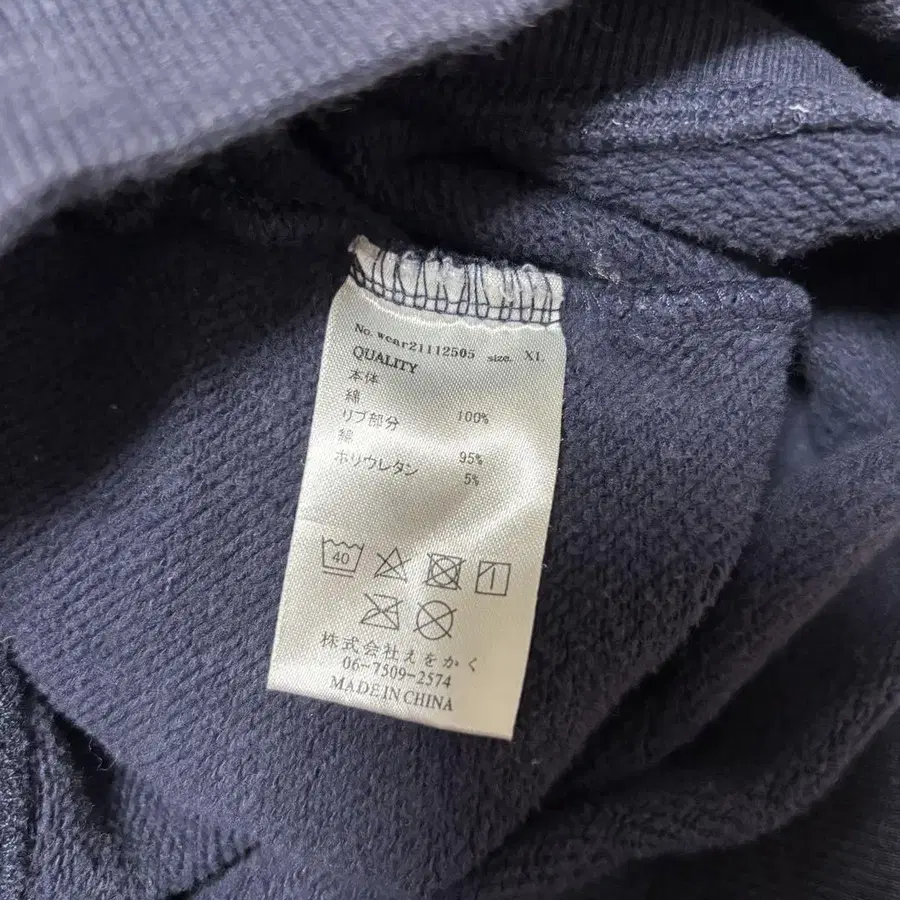 No. wear21112505 size. XL
QUALITY
本体
綿 100%
リブ部分
綿 95%
ポリウレタン 5%
40
株式会社えをかく
06-7509-2574
MADE IN CHINA